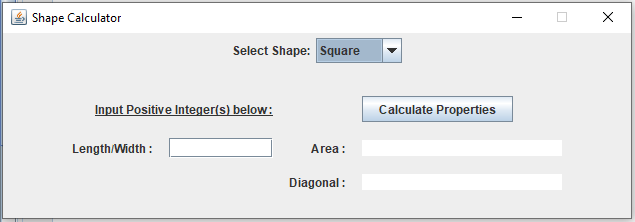 Shape Calculator
Select Shape: Square
Input Positive Integer(s) below:
Calculate Properties
Length/Width :
Area :
Diagonal :